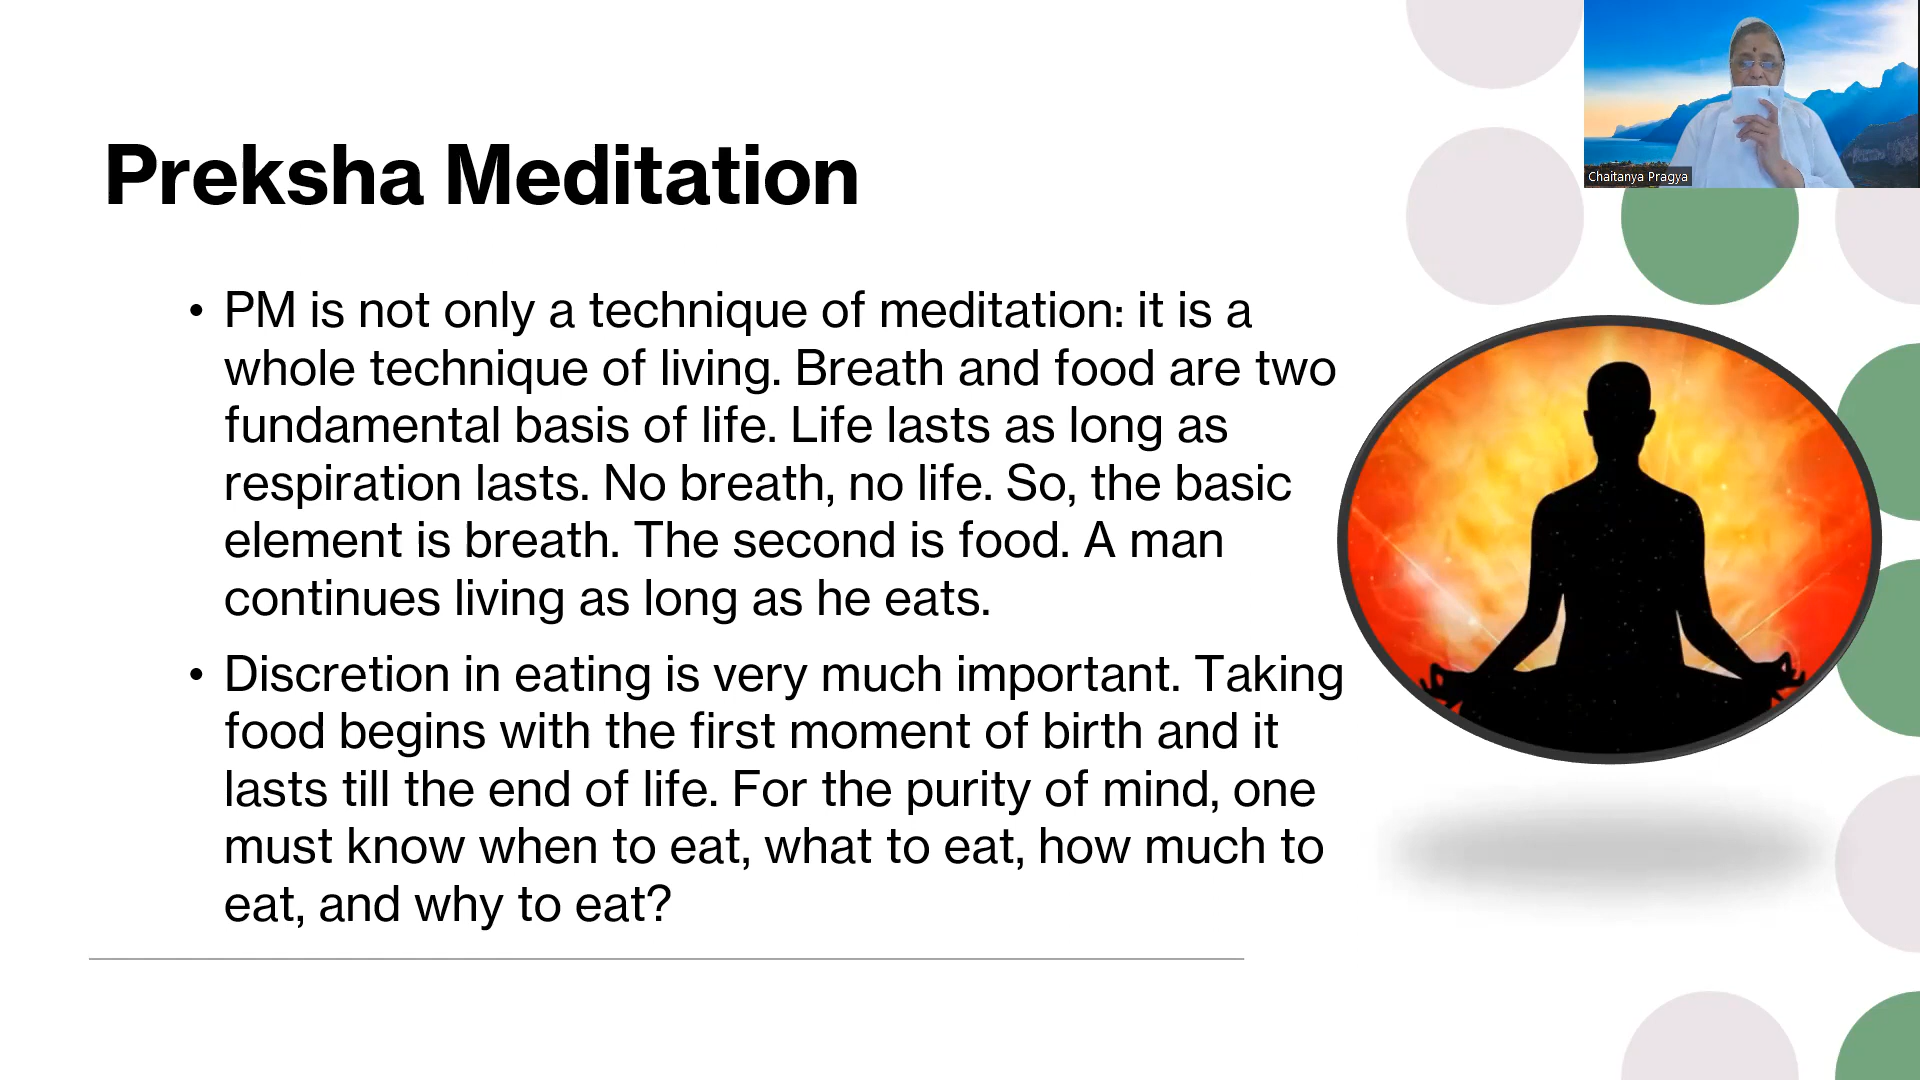 Preksha Meditation
• PM is not only a technique of meditation: it is a
whole technique of living. Breath and food are two
fundamental basis of life. Life lasts as long as
respiration lasts. No breath, no life. So, the basic
element is breath. The second is food. A man
continues living as long as he eats.
• Discretion in eating is very much important. Taking
food begins with the first moment of birth and it
lasts till the end of life. For the purity of mind, one
must know when to eat, what to eat, how much to
eat, and why to eat?
Chaitanya Pragya